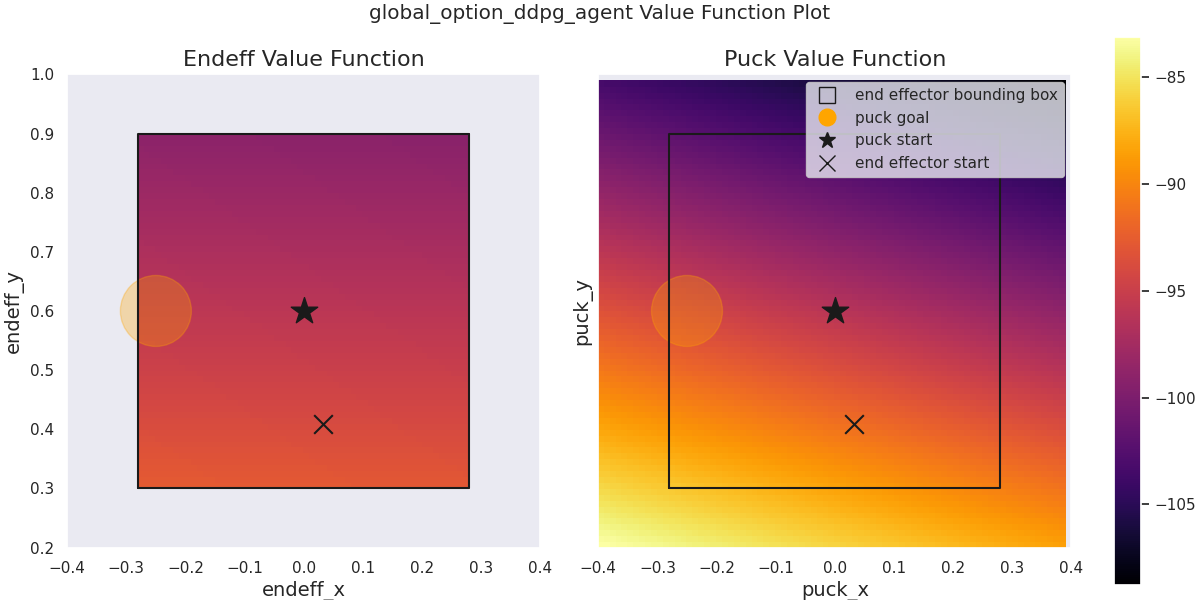 global_option_ddpg_agent Value Function Plot
Endeff Value Function
1.0
0.9
0.8
0.7
0.6
0.5
0.4
0.3
0.2
endeff_y
−0.4 −0.3 −0.2 −0.1 0.0 0.1 0.2 0.3 0.4
endeff_x
Puck Value Function
end effector bounding box
puck goal
puck start
end effector start
puck_y
−0.4 −0.3 −0.2 −0.1 0.0 0.1 0.2 0.3 0.4
puck_x
−85
−90
−95
−100
−105